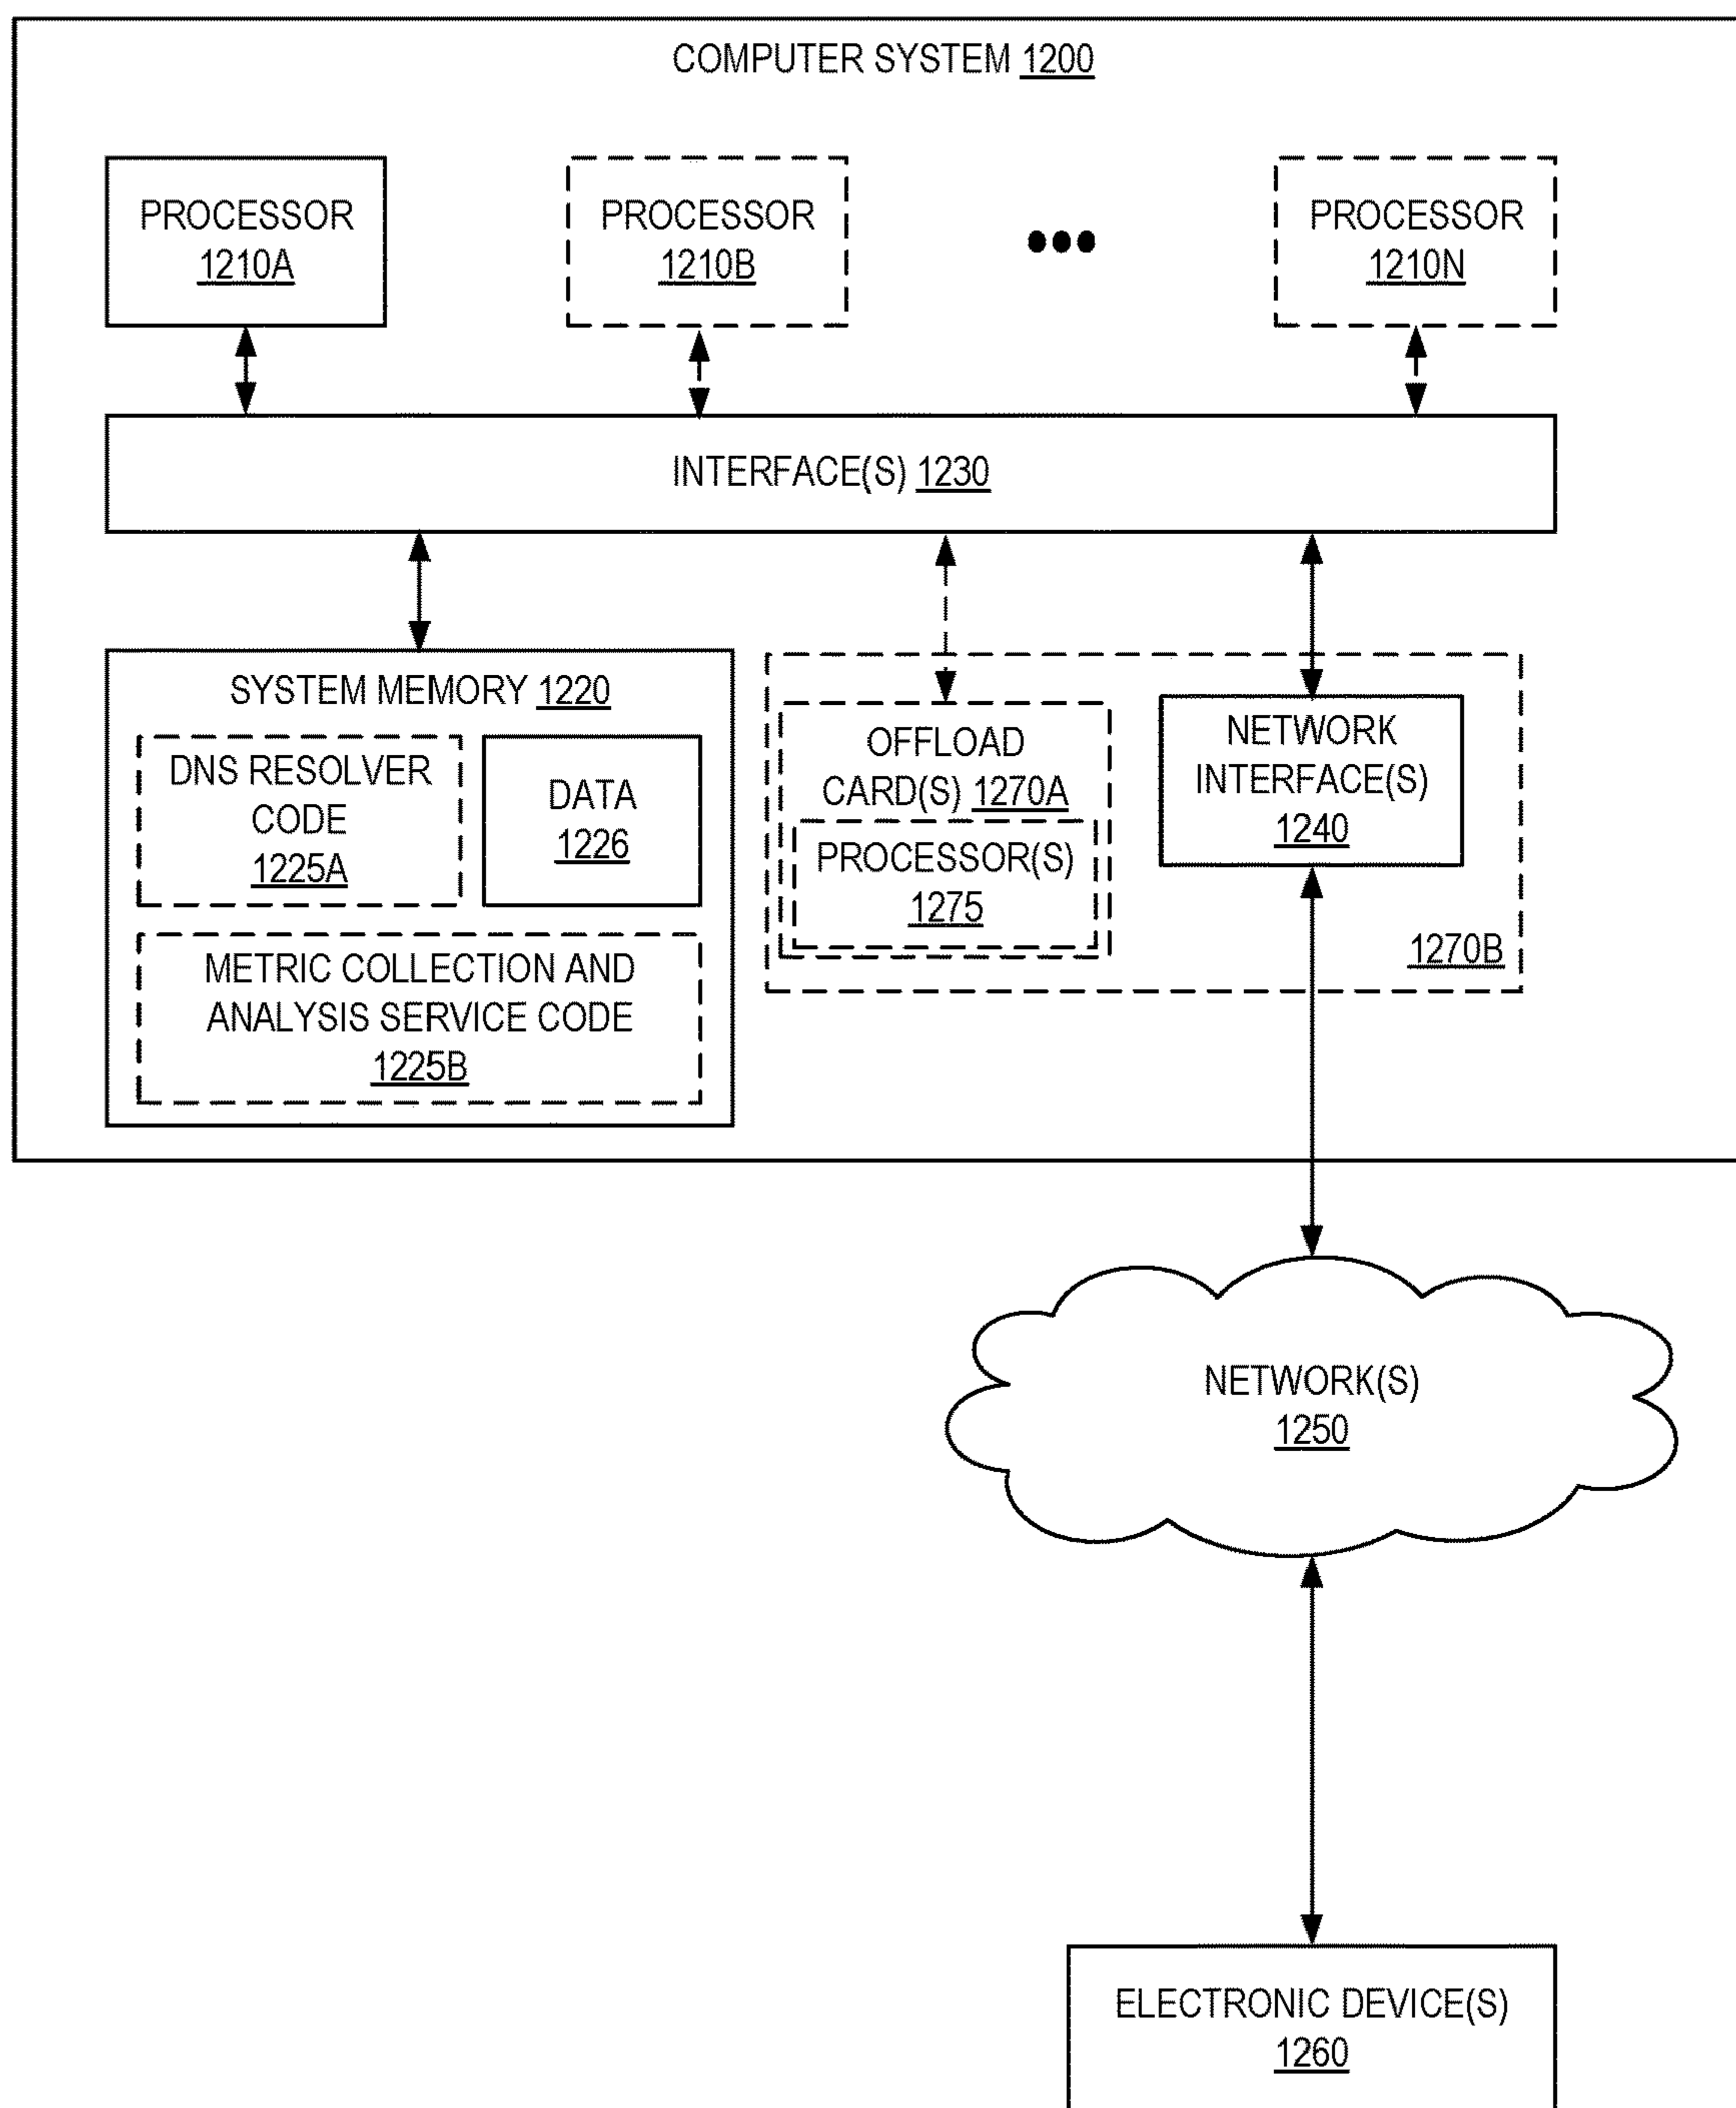 COMPUTER SYSTEM 1200
PROCESSOR
1210A
PROCESSOR
1210B
PROCESSOR
1210N
INTERFACE(S) 1230
SYSTEM MEMORY 1220
DNS RESOLVER
CODE
1225A
DATA
1226
METRIC COLLECTION AND
ANALYSIS SERVICE CODE
1225B
OFFLOAD
CARD(S) 1270A
PROCESSOR(S)
1275
NETWORK
INTERFACE(S)
1240
1270B
NETWORK(S)
1250
ELECTRONIC DEVICE(S)
1260